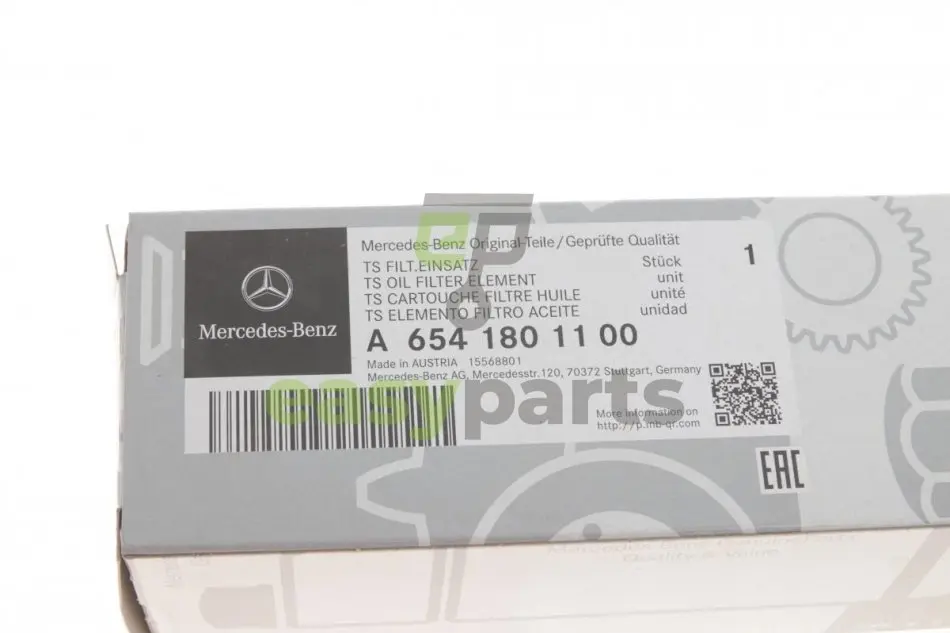 Mercedes-Benz
Mercedes-Benz Original-Teile/Geprüfte Qualität
TS FILT.EINSATZ Stück 1
TS OIL FILTER ELEMENT unit
TS CARTOUCHE FILTRE HUILE unité
TS ELEMENTO FILTRO ACEITE unidad
A 654 180 11 00
Made in AUSTRIA 15568801
Mercedes-Benz AG, Mercedesstr.120, 70372 Stuttgart, Germany
easyparts
More information on
http://p.mb-qr.com
EAC